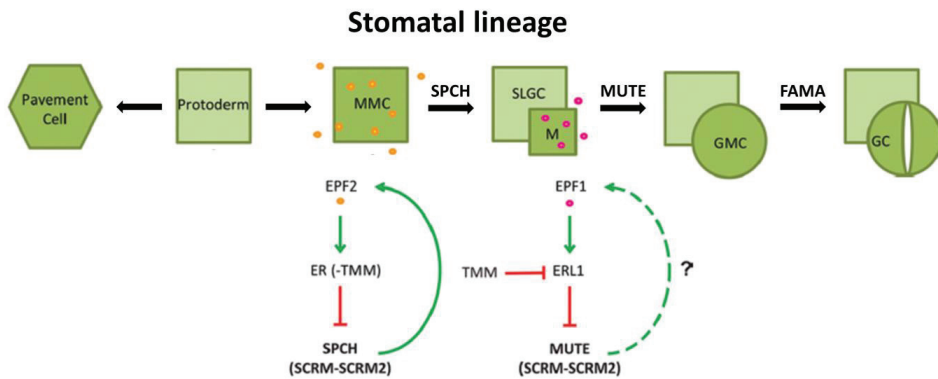 Stomatal lineage
Pavement
Cell
Protoderm
MMC
SPCH
SLGC
M
MUTE
GMC
FAMA
GC
EPF2
ER (-TMM)
SPCH
(SCRM-SCRM2)
EPF1
TMM
ERL1
?
MUTE
(SCRM-SCRM2)